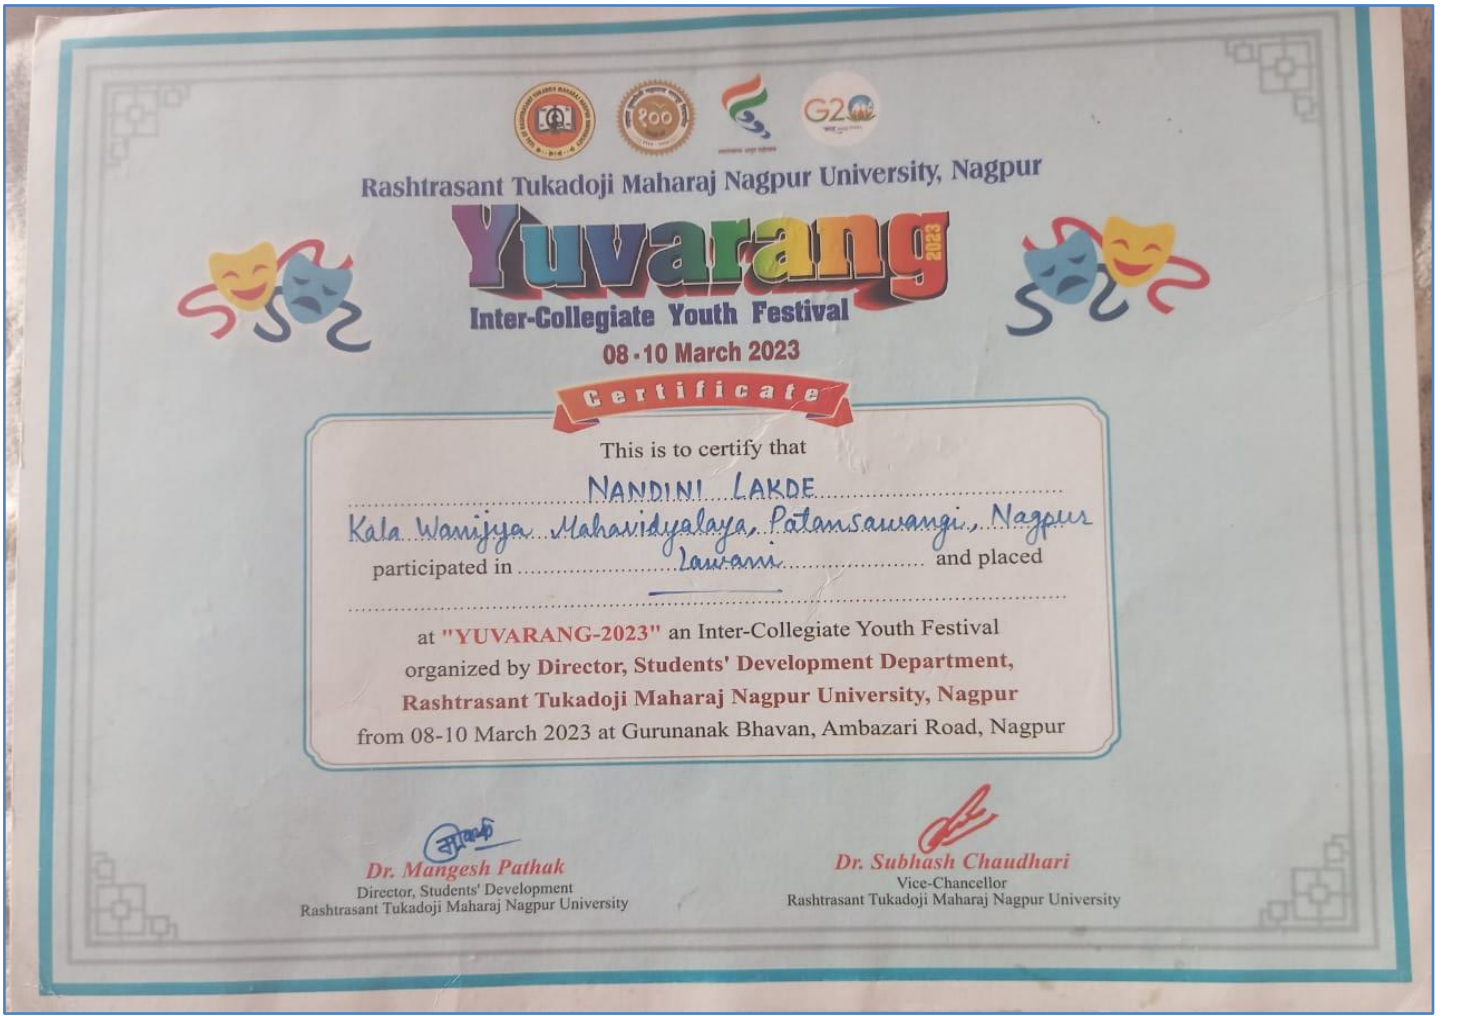 १००
G20
Rashtrasant Tukadoji Maharaj Nagpur University, Nagpur
Yuvarang 2023
Inter-Collegiate Youth Festival
08-10 March 2023
Certificate
This is to certify that
NANDINI LAKDE
Kala Wanijya Mahavidyalaya, Patansawangi, Nagpur
participated in Lawani and placed
at "YUVARANG-2023" an Inter-Collegiate Youth Festival
organized by Director, Students' Development Department,
Rashtrasant Tukadoji Maharaj Nagpur University, Nagpur
from 08-10 March 2023 at Gurunanak Bhavan, Ambazari Road, Nagpur
Dr. Mangesh Pathak
Director, Students' Development
Rashtrasant Tukadoji Maharaj Nagpur University
Dr. Subhash Chaudhari
Vice-Chancellor
Rashtrasant Tukadoji Maharaj Nagpur University